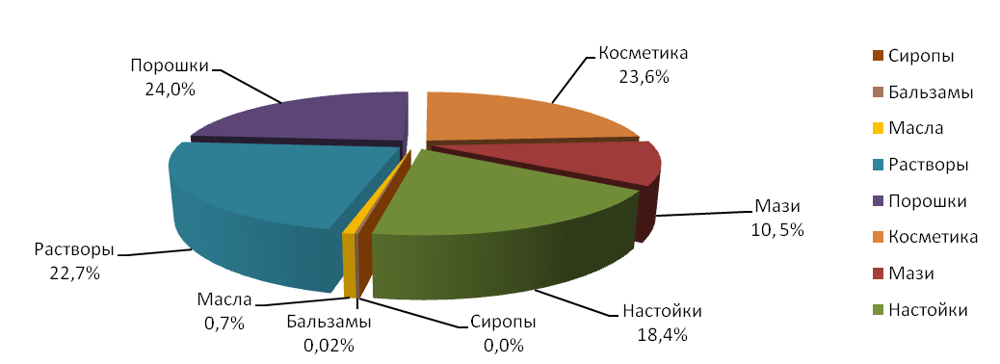 Порошки
24,0%
Косметика
23,6%
Мази
10,5%
Растворы
22,7%
Масла
0,7%
Бальзамы
0,02%
Сиропы
0,0%
Настойки
18,4%
Сиропы
Бальзамы
Масла
Растворы
Порошки
Косметика
Мази
Настойки